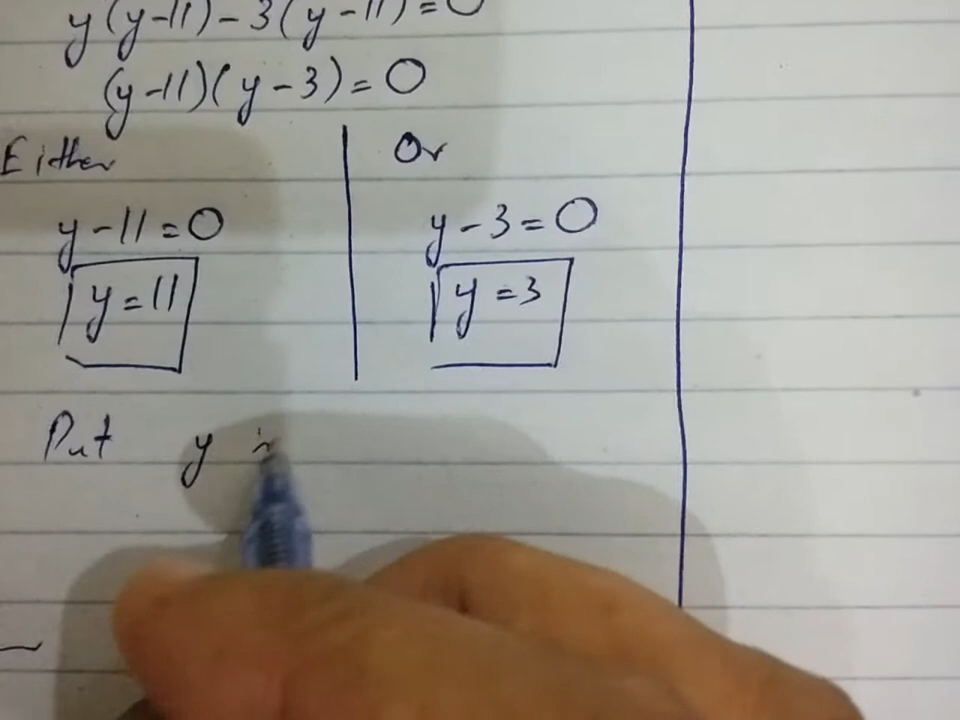 y(y-11)-3(y-11)=0
(y-11)(y-3)=0
Either Or
y-11=0 y-3=0
y=11 y=3
Put y